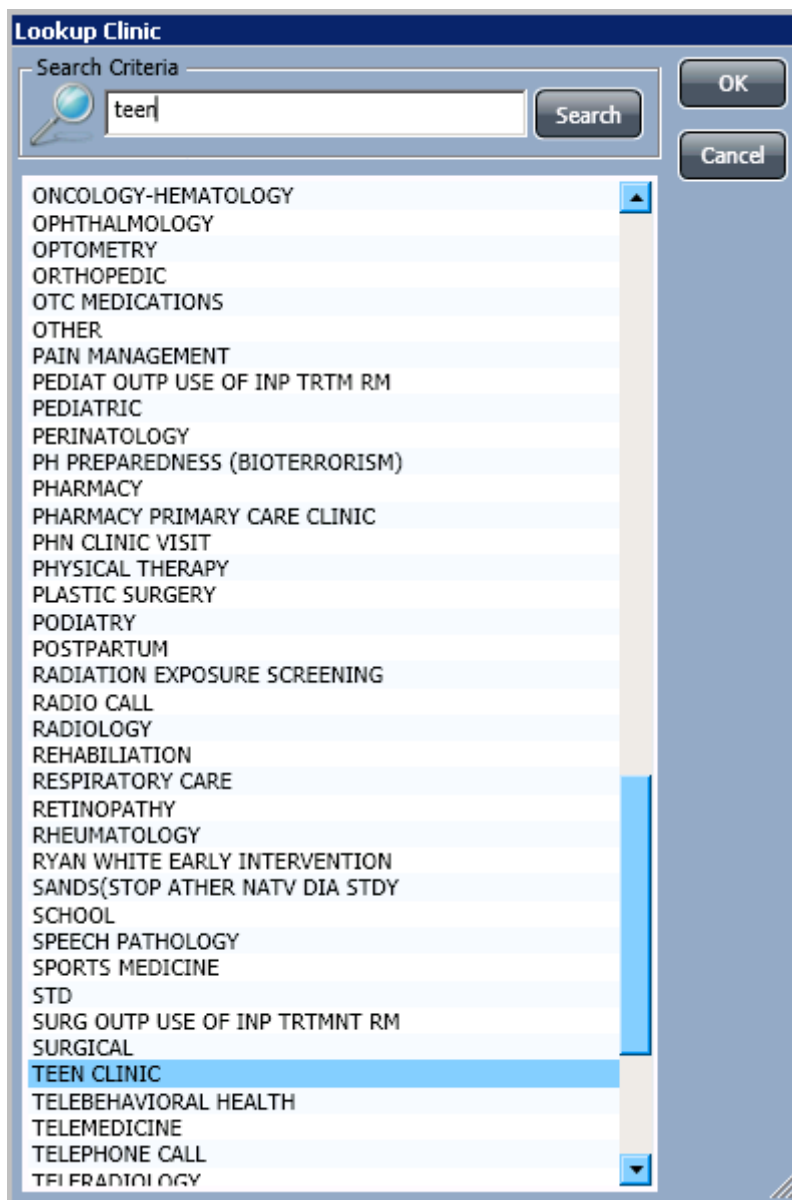 Lookup Clinic
Search Criteria
teen
Search
OK
Cancel
ONCOLOGY-HEMATOLOGY
OPHTHALMOLOGY
OPTOMETRY
ORTHOPEDIC
OTC MEDICATIONS
OTHER
PAIN MANAGEMENT
PEDIAT OUTP USE OF INP TRTM RM
PEDIATRIC
PERINATOLOGY
PH PREPAREDNESS (BIOTERRORISM)
PHARMACY
PHARMACY PRIMARY CARE CLINIC
PHN CLINIC VISIT
PHYSICAL THERAPY
PLASTIC SURGERY
PODIATRY
POSTPARTUM
RADIATION EXPOSURE SCREENING
RADIO CALL
RADIOLOGY
REHABILIATION
RESPIRATORY CARE
RETINOPATHY
RHEUMATOLOGY
RYAN WHITE EARLY INTERVENTION
SANDS(STOP ATHER NATV DIA STDY
SCHOOL
SPEECH PATHOLOGY
SPORTS MEDICINE
STD
SURG OUTP USE OF INP TRTMNT RM
SURGICAL
TEEN CLINIC
TELEBEHAVIORAL HEALTH
TELEMEDICINE
TELEPHONE CALL
TELERADIOLOGY